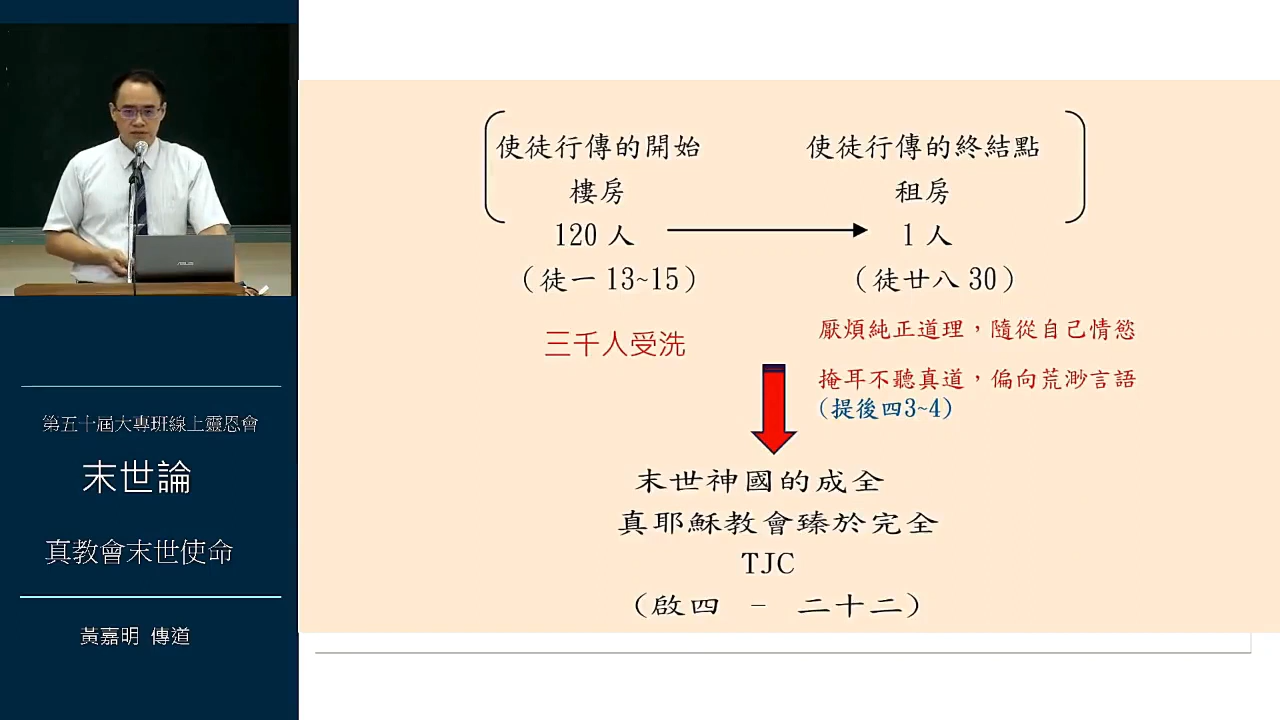 第五十屆大專班線上靈恩會
末世論
真教會末世使命
黃嘉明 傳道
使徒行傳的開始
樓房
120 人
(徒一 13~15)
三千人受洗
使徒行傳的終結點
租房
1 人
(徒廿八 30)
厭煩純正道理,隨從自己情慾
掩耳不聽真道,偏向荒渺言語
(提後四3~4)
末世神國的成全
真耶穌教會臻於完全
TJC
(啟四 - 二十二)
ASUS